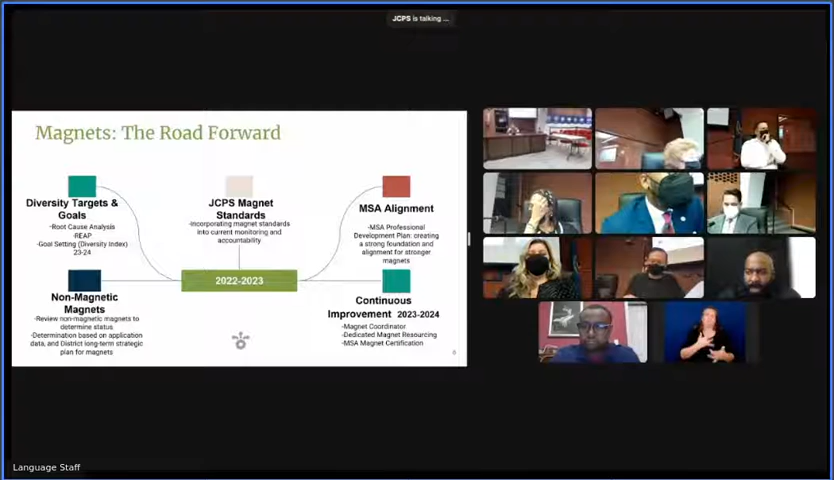 JCPS is talking ...
Magnets: The Road Forward
Diversity Targets &
Goals
-Root Cause Analysis
-REAP
-Goal Setting (Diversity Index)
23-24
JCPS Magnet
Standards
-Incorporating magnet standards
into current monitoring and
accountability
MSA Alignment
-MSA Professional
Development Plan: creating
a strong foundation and
alignment for stronger
magnets
2022-2023
Non-Magnetic
Magnets
-Review non-magnetic magnets to
determine status
-Determination based on application
data, and District long-term strategic
plan for magnets
Continuous
Improvement 2023-2024
-Magnet Coordinator
-Dedicated Magnet Resourcing
-MSA Magnet Certification
Language Staff